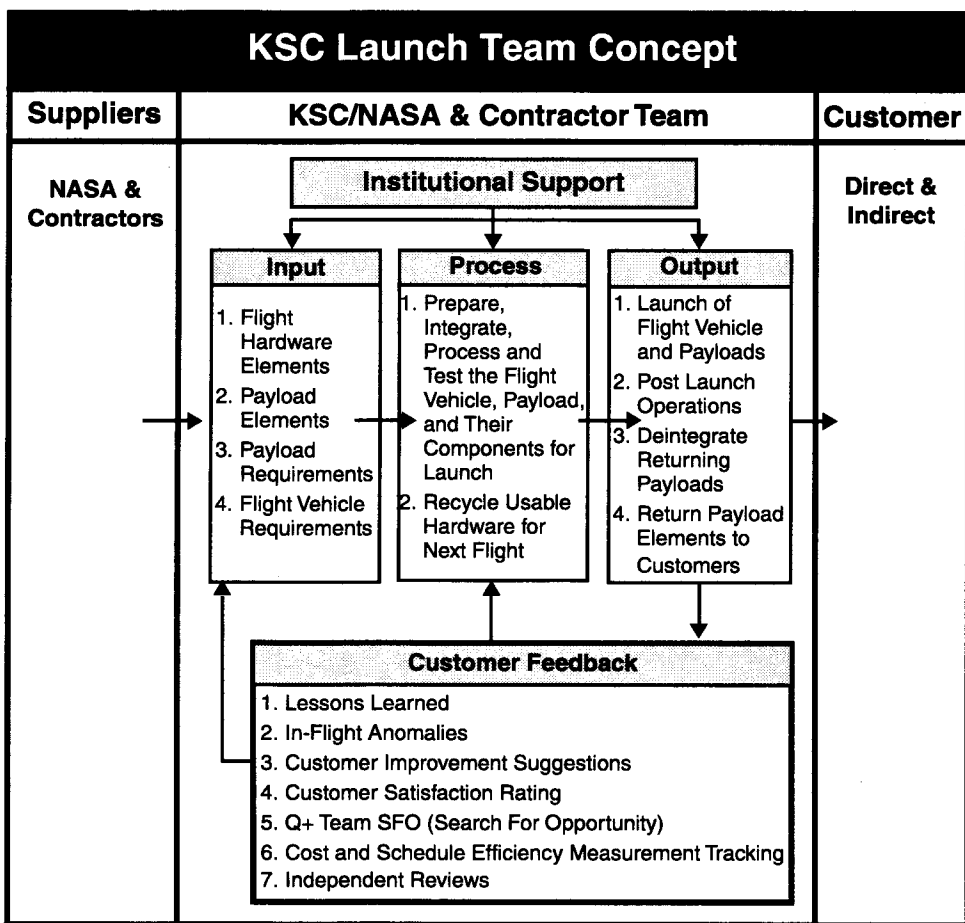 KSC Launch Team Concept
Suppliers
KSC/NASA & Contractor Team
Customer
NASA &
Contractors
Institutional Support
Direct &
Indirect
Input
1. Flight
Hardware
Elements
2. Payload
Elements
3. Payload
Requirements
4. Flight Vehicle
Requirements
Process
1. Prepare,
Integrate,
Process and
Test the Flight
Vehicle, Payload,
and Their
Components for
Launch
2. Recycle Usable
Hardware for
Next Flight
Output
1. Launch of
Flight Vehicle
and Payloads
2. Post Launch
Operations
3. Deintegrate
Returning
Payloads
4. Return Payload
Elements to
Customers
Customer Feedback
1. Lessons Learned
2. In-Flight Anomalies
3. Customer Improvement Suggestions
4. Customer Satisfaction Rating
5. Q+ Team SFO (Search For Opportunity)
6. Cost and Schedule Efficiency Measurement Tracking
7. Independent Reviews